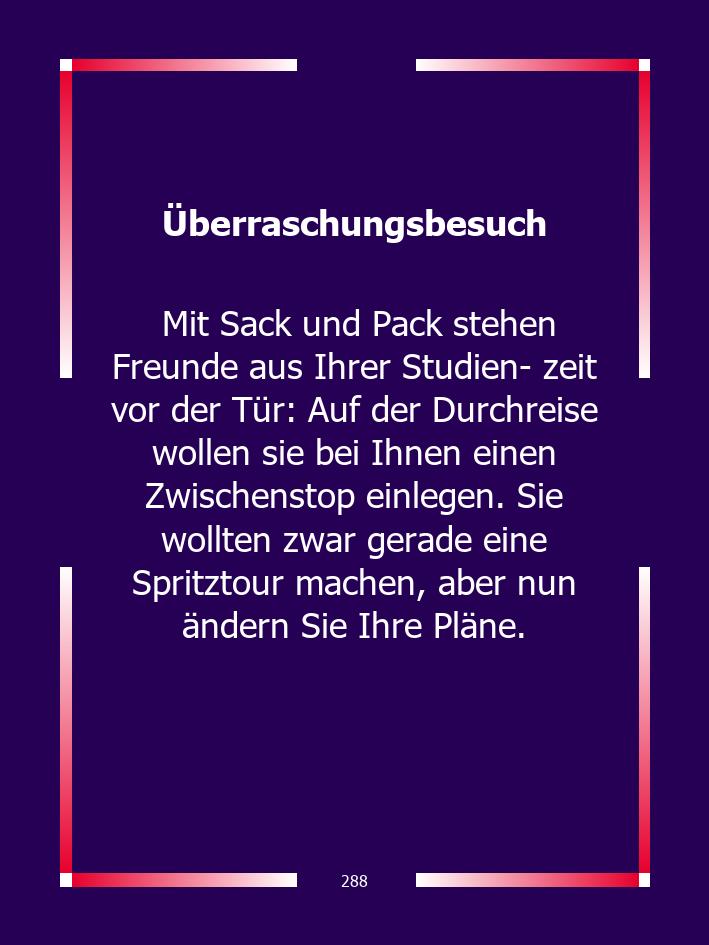 Überraschungsbesuch
Mit Sack und Pack stehen
Freunde aus Ihrer Studien- zeit
vor der Tür: Auf der Durchreise
wollen sie bei Ihnen einen
Zwischenstop einlegen. Sie
wollten zwar gerade eine
Spritztour machen, aber nun
ändern Sie Ihre Pläne.
288